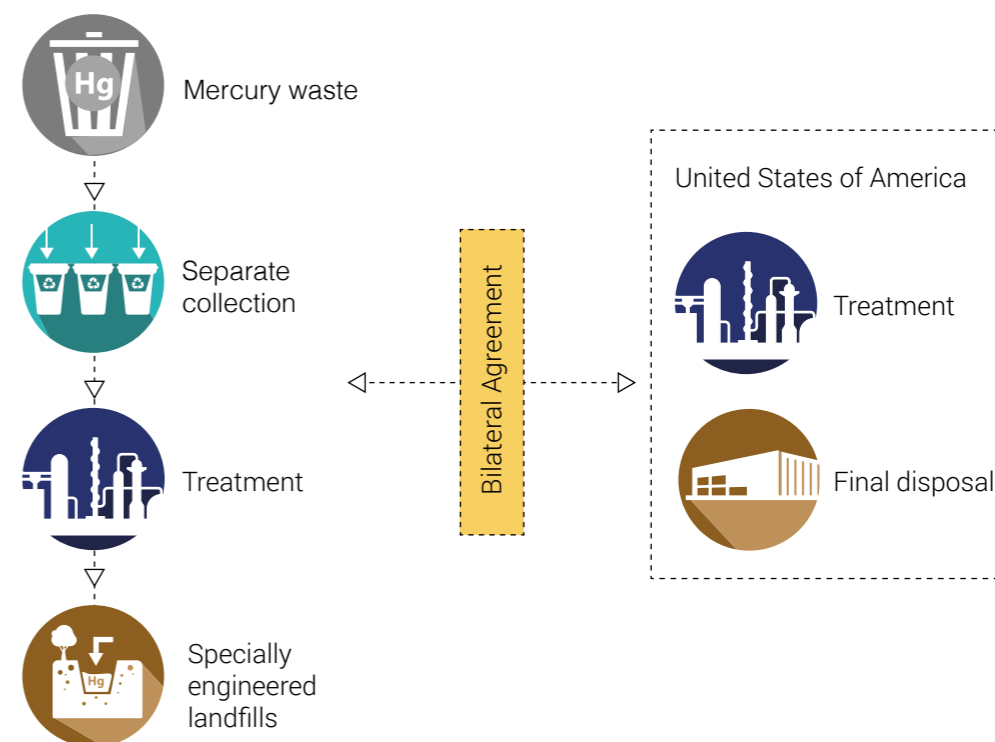 Hg
Mercury waste
Separate
collection
Treatment
Hg
Specially
engineered
landfills
Bilateral Agreement
United States of America
Treatment
Final disposal